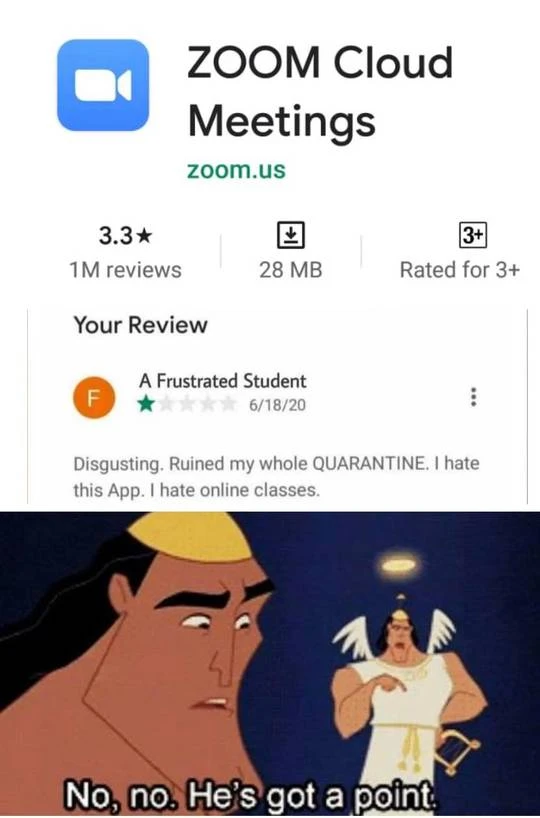 ZOOM Cloud
Meetings
zoom.us
3.3★ 3+
1M reviews 28 MB Rated for 3+
Your Review
F
A Frustrated Student
★★★★★ 6/18/20
Disgusting. Ruined my whole QUARANTINE. I hate
this App. I hate online classes.
No, no. He's got a point.